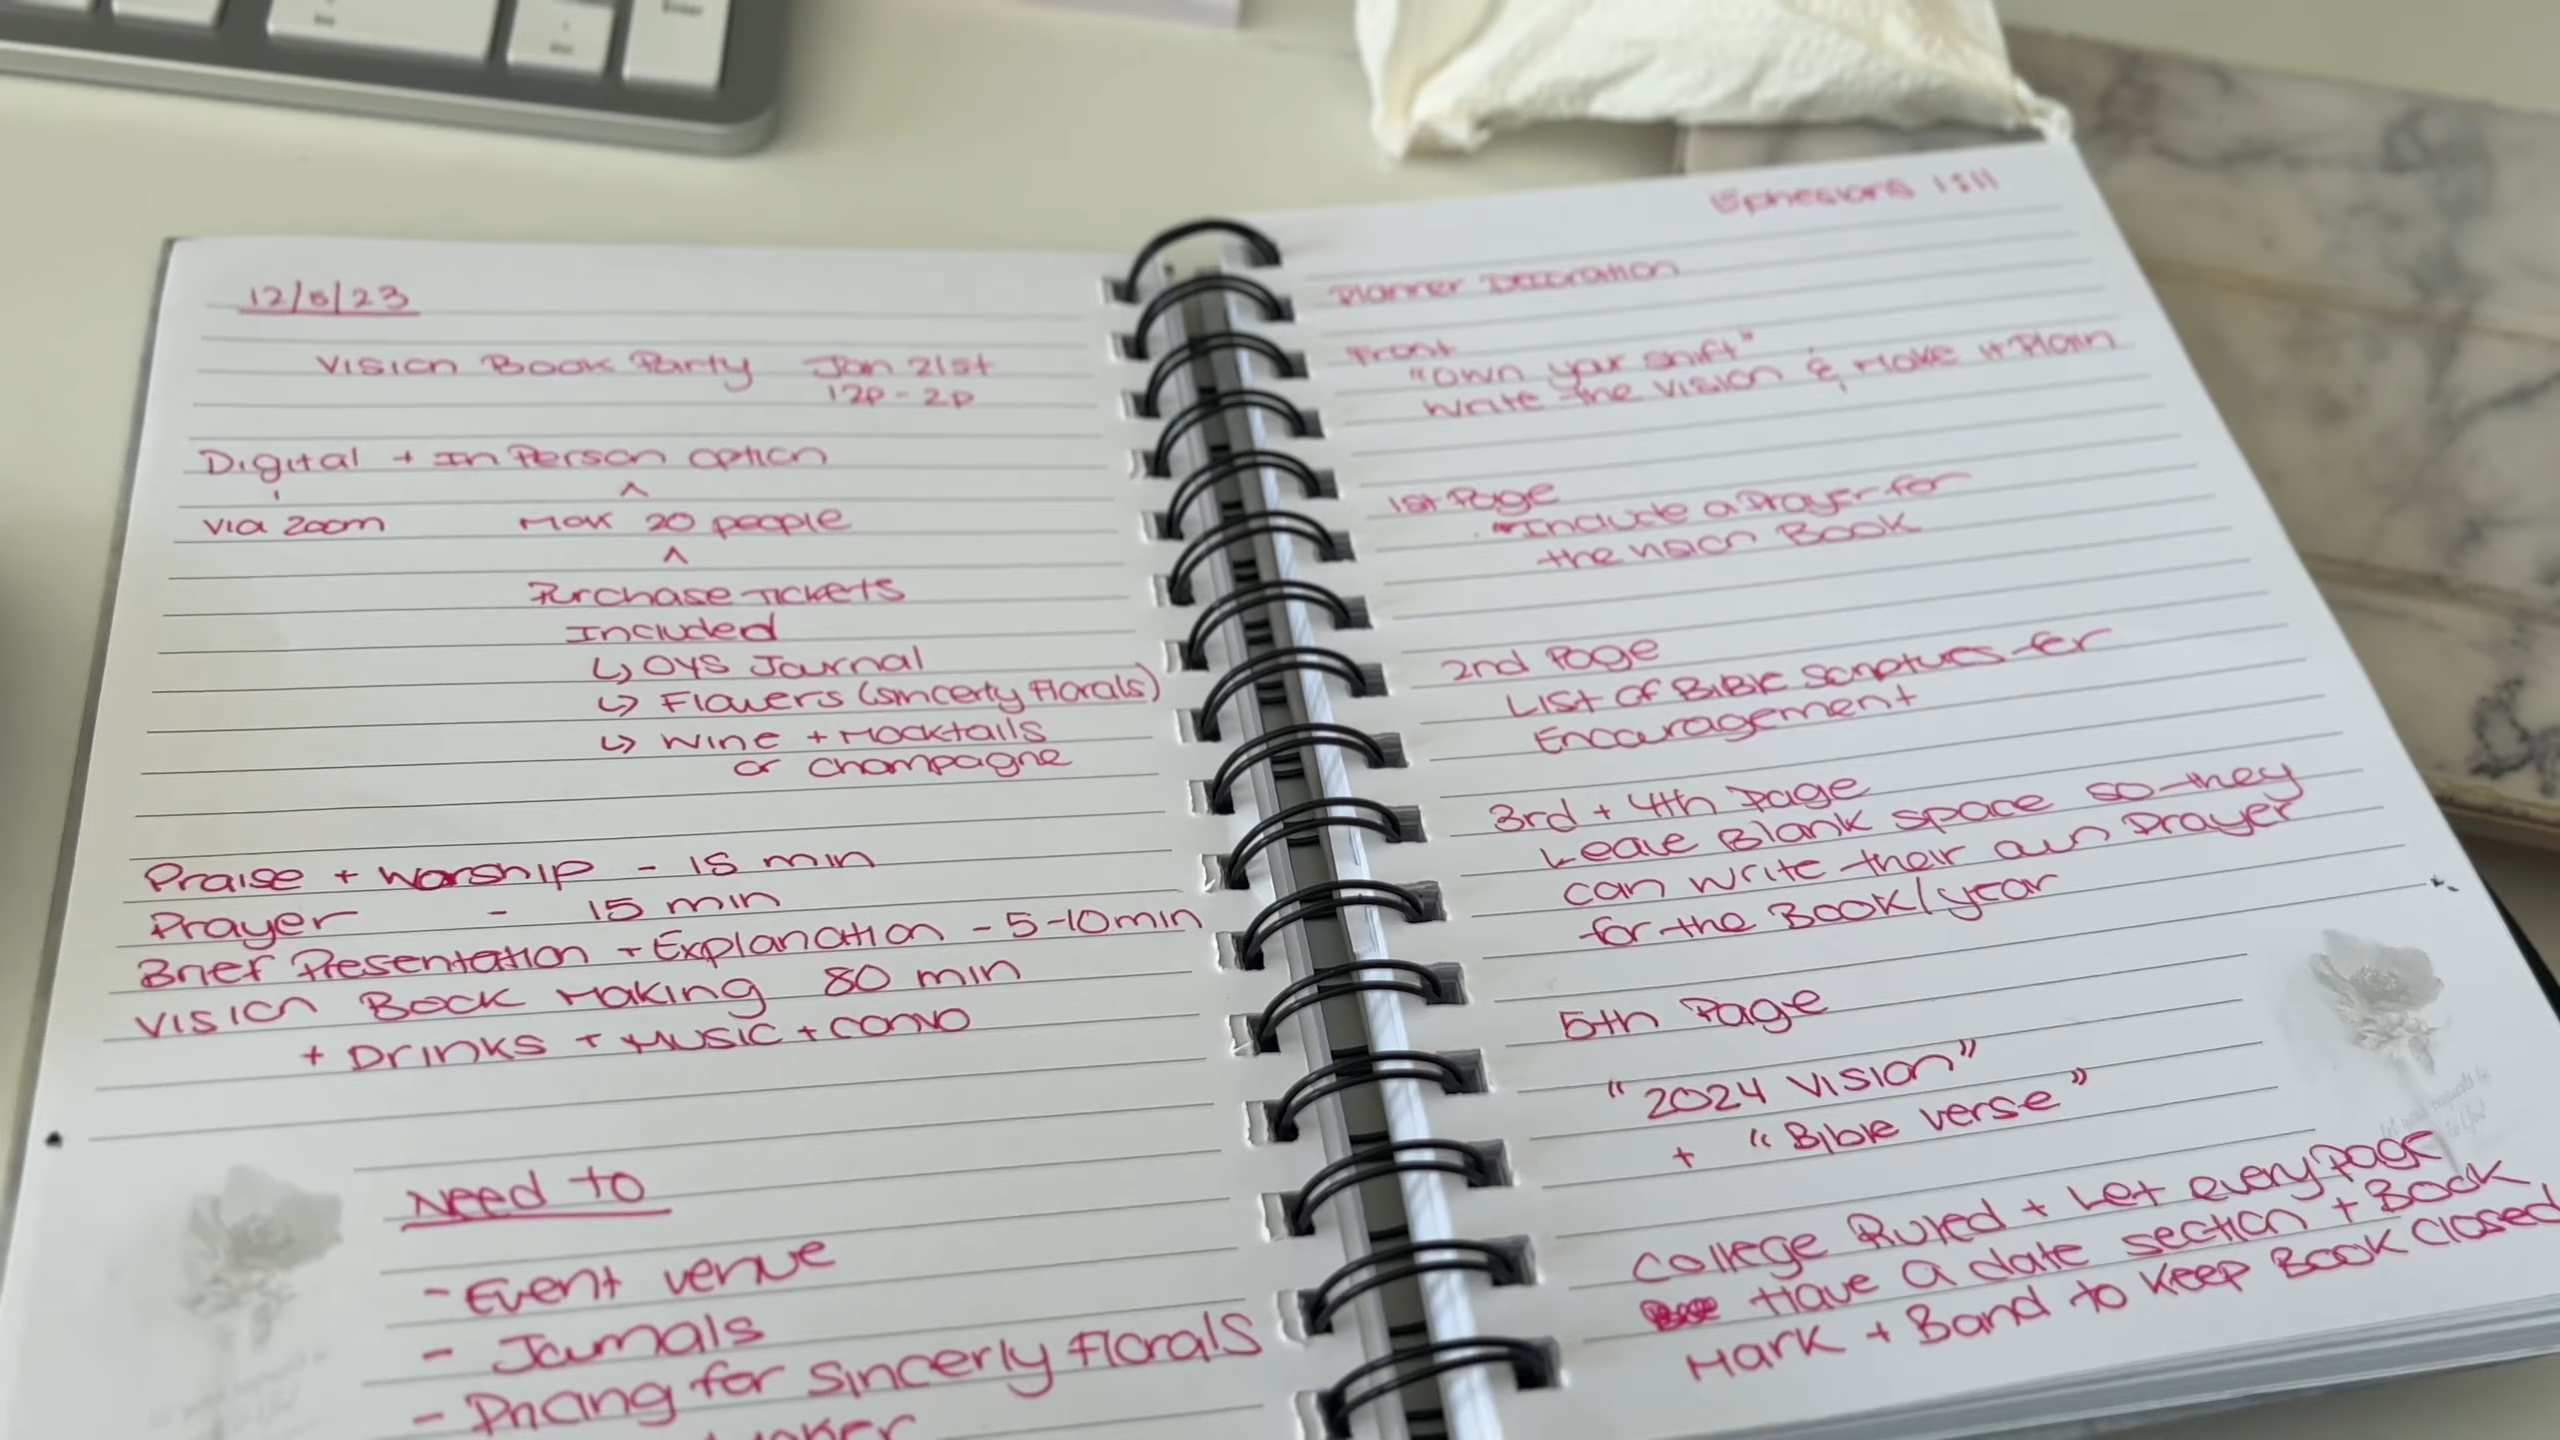 12/6/23
Vision Book Party Jan 21st
12p - 2p
Digital + In Person option
via Zoom Max 20 people
Purchase Tickets
Included
↳ OYS Journal
↳ Flowers (sincerly florals)
↳ Wine + Mocktails
or champagne
Praise + Worship - 15 min
Prayer - 15 min
Brief Presentation + Explanation - 5-10min
Vision Book Making 80 min
+ Drinks + Music + convo
Need to
- Event venue
- Journals
- Pricing for sincerly florals
Ephesians 1:11
Planner Decoration
Front
"Own your shift"
Write the vision & Make it Plain
1st Page
Include a Prayer for
the vision Book
2nd Page
List of Bible scriptures for
Encouragement
3rd + 4th Page
Leave Blank space so they
can write their own Prayer
for the Book/year
5th Page
"2024 Vision"
+ "Bible verse"
College Ruled + Let every page
Have a date section + Book
Mark + Band to keep Book closed